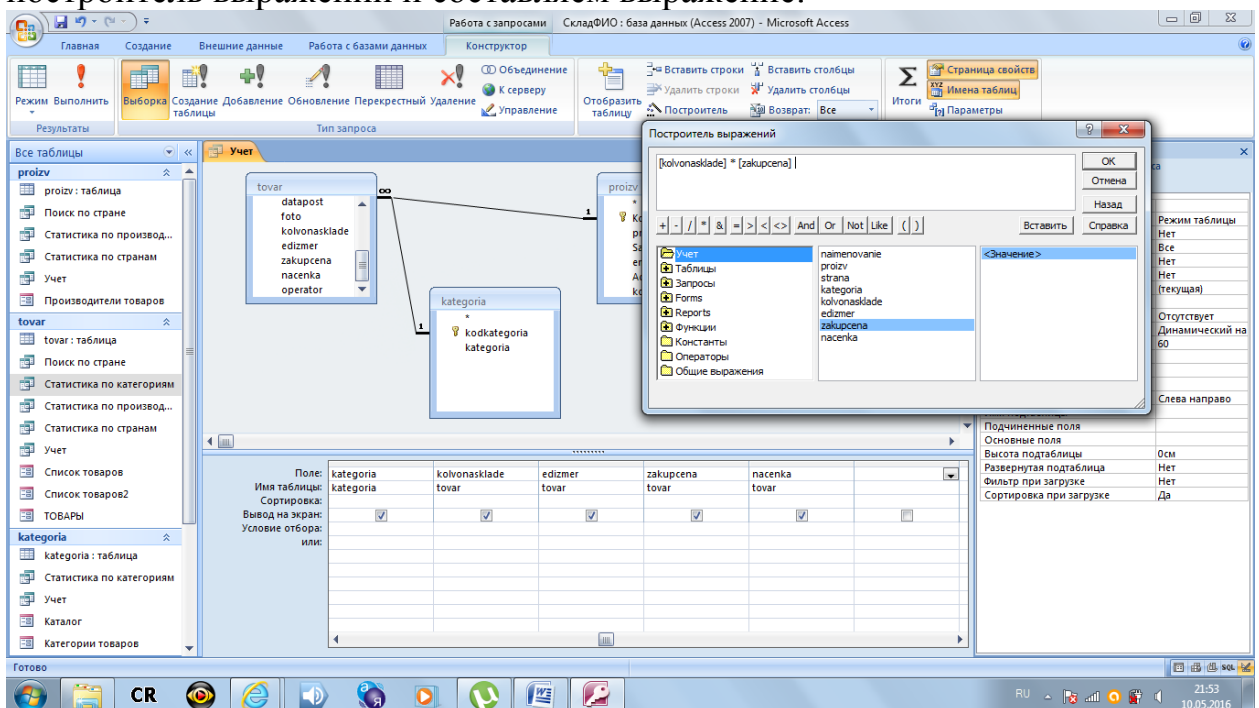 построитель выражений и составляем выражение.
Работа с запросами СкладФИО : база данных (Access 2007) - Microsoft Access
Главная Создание Внешние данные Работа с базами данных Конструктор
Режим Выполнить Выборка Создание таблицы Добавление Обновление Перекрестный Удаление
Объединение
К серверу
Управление
Отобразить таблицу
Вставить строки Вставить столбцы
Удалить строки Удалить столбцы
Построитель Возврат: Все
Итоги
Страница свойств
Имена таблиц
Параметры
Результаты Тип запроса
Все таблицы
proizv
proizv : таблица
Поиск по стране
Статистика по производ...
Статистика по странам
Учет
Производители товаров
tovar
tovar : таблица
Поиск по стране
Статистика по категориям
Статистика по производ...
Статистика по странам
Учет
Список товаров
Список товаров2
ТОВАРЫ
kategoria
kategoria : таблица
Статистика по категориям
Учет
Каталог
Категории товаров
Учет
tovar
datapost
foto
kolvonasklade
edizmer
zakupcena
nacenka
operator
∞
1
1
kategoria
*
kodkategoria
kategoria
proizv
*
Построитель выражений
[kolvonasklade] * [zakupcena]
ОК
Отмена
Назад
+ - / * & = > < <> And Or Not Like ( ) Вставить Справка
Учет
Таблицы
Запросы
Forms
Reports
Функции
Константы
Операторы
Общие выражения
naimenovanie
proizv
strana
kategoria
kolvonasklade
edizmer
zakupcena
nacenka
<Значение>
Режим таблицы
Нет
Все
Нет
Нет
(текущая)
Отсутствует
Динамический на
60
Слева направо
Подчиненные поля
Основные поля
Высота подтаблицы 0см
Развернутая подтаблица Нет
Фильтр при загрузке Нет
Сортировка при загрузке Да
Поле: kategoria kolvonasklade edizmer zakupcena nacenka
Имя таблицы: kategoria tovar tovar tovar tovar
Сортировка:
Вывод на экран:
Условие отбора:
или:
Готово
SQL
CR
RU
21:53
10.05.2016